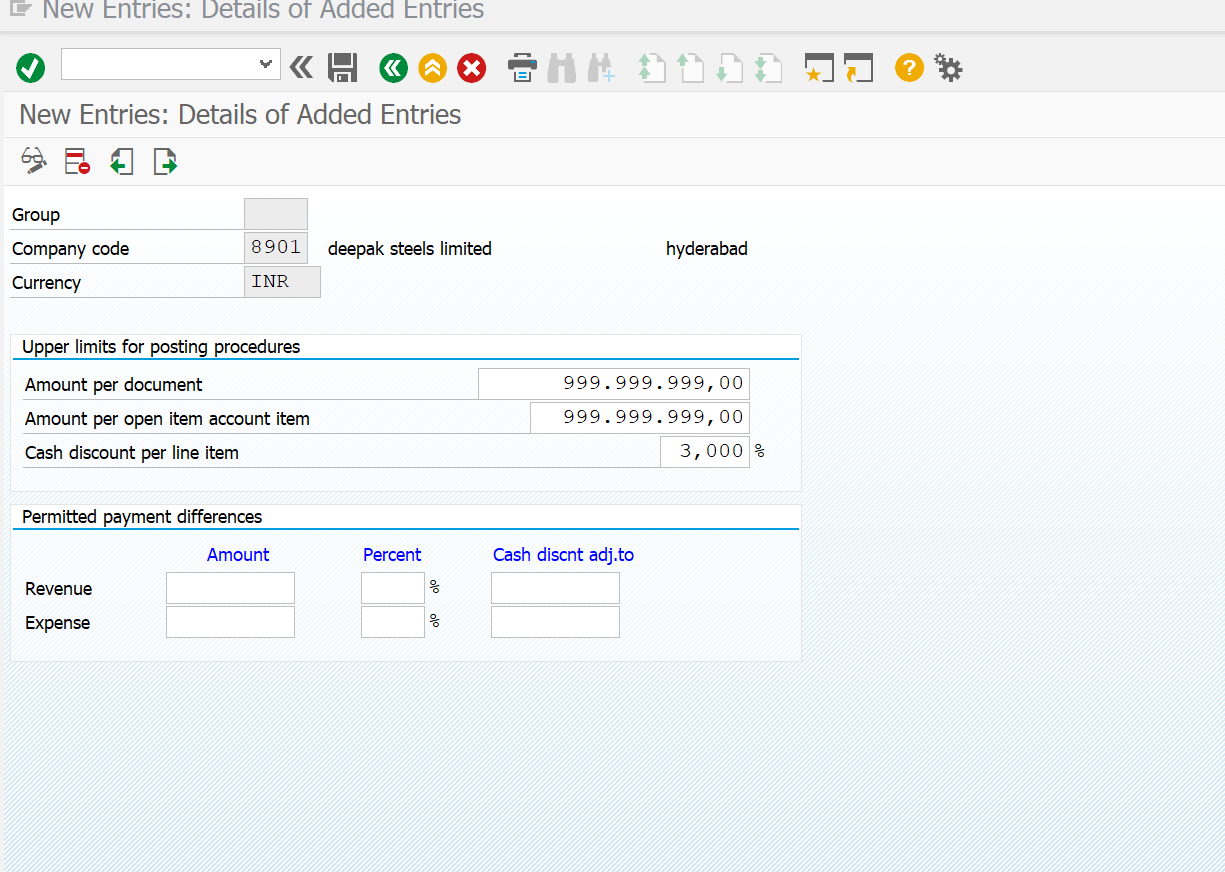 New Entries: Details of Added Entries
New Entries: Details of Added Entries
Group
Company code 8901 deepak steels limited hyderabad
Currency INR
Upper limits for posting procedures
Amount per document 999.999.999,00
Amount per open item account item 999.999.999,00
Cash discount per line item 3,000 %
Permitted payment differences
Amount Percent Cash discnt adj.to
Revenue %
Expense %